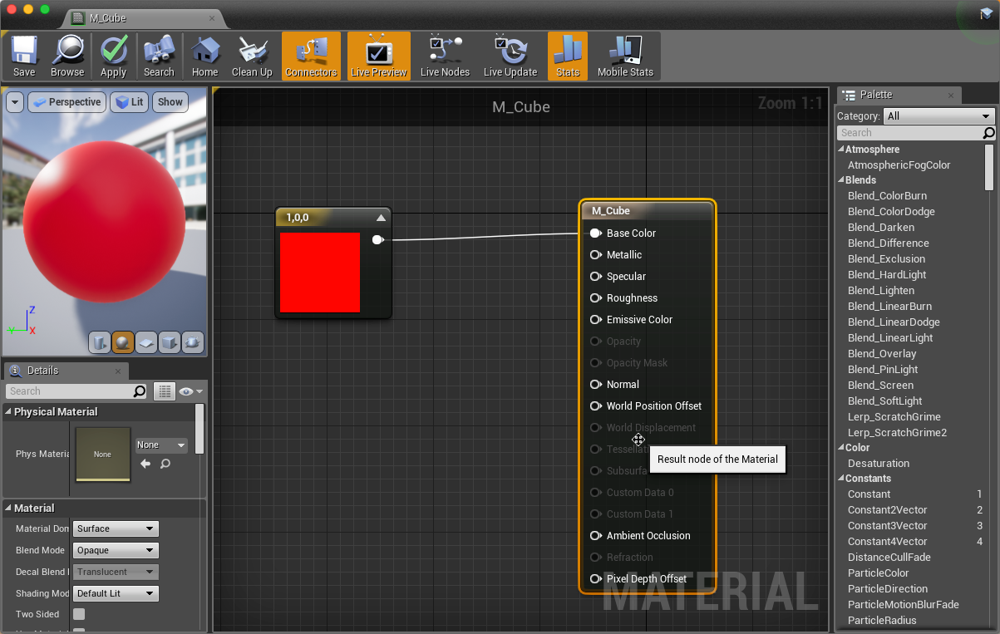 M_Cube
Save
Browse
Apply
Search
Home
Clean Up
Connectors
Live Preview
Live Nodes
Live Update
Stats
Mobile Stats
Perspective
Lit
Show
Z
Y
X
Details
Search
Physical Material
Phys Materia
None
None
Material
Material Dom
Surface
Blend Mode
Opaque
Decal Blend
Translucent
Shading Mod
Default Lit
Two Sided
M_Cube
Zoom 1:1
1,0,0
M_Cube
Base Color
Metallic
Specular
Roughness
Emissive Color
Opacity
Opacity Mask
Normal
World Position Offset
World Displacement
Tessellat
Subsurfa
Custom Data 0
Custom Data 1
Ambient Occlusion
Refraction
Pixel Depth Offset
Result node of the Material
MATERIAL
Palette
Category: All
Search
Atmosphere
AtmosphericFogColor
Blends
Blend_ColorBurn
Blend_ColorDodge
Blend_Darken
Blend_Difference
Blend_Exclusion
Blend_HardLight
Blend_Lighten
Blend_LinearBurn
Blend_LinearDodge
Blend_LinearLight
Blend_Overlay
Blend_PinLight
Blend_Screen
Blend_SoftLight
Lerp_ScratchGrime
Lerp_ScratchGrime2
Color
Desaturation
Constants
Constant 1
Constant2Vector 2
Constant3Vector 3
Constant4Vector 4
DistanceCullFade
ParticleColor
ParticleDirection
ParticleMotionBlurFade
ParticleRadius